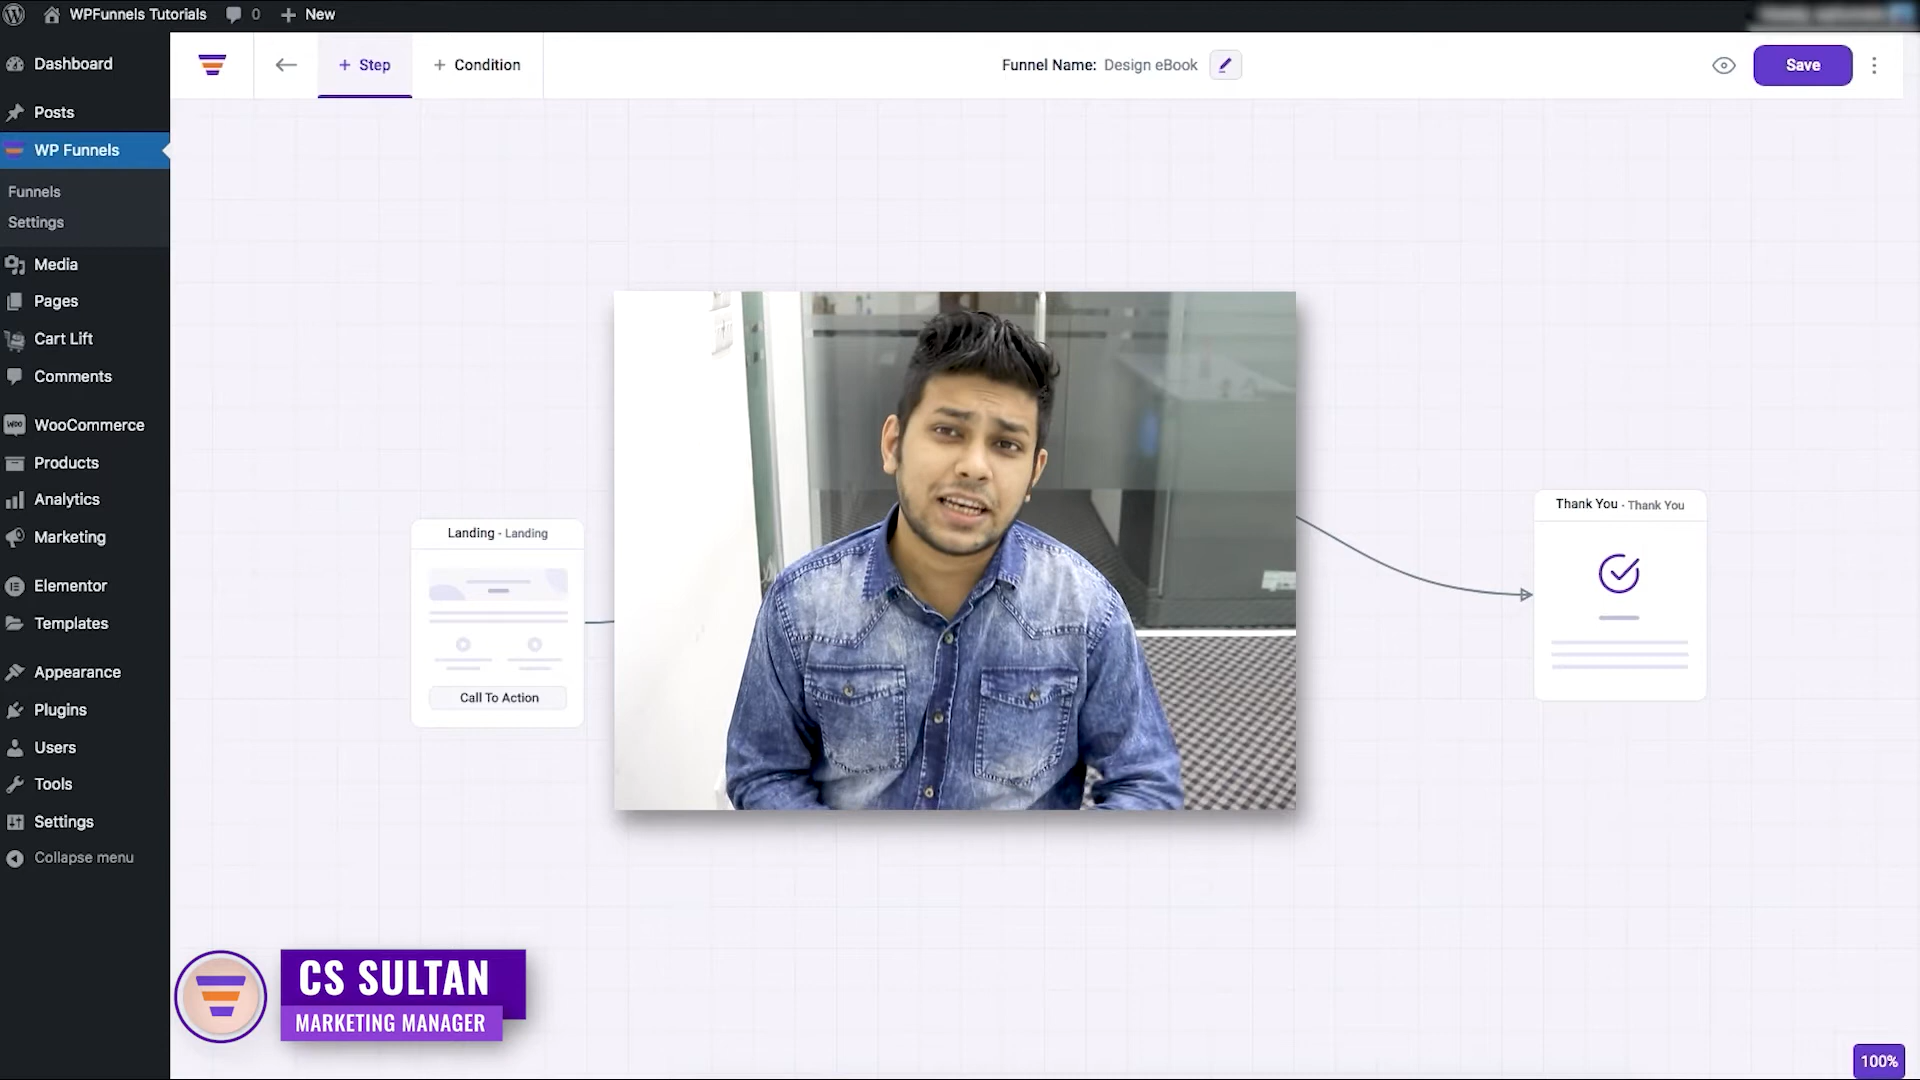 WPFunnels Tutorials
0
+ New
Dashboard
Posts
WP Funnels
Funnels
Settings
Media
Pages
Cart Lift
Comments
WooCommerce
Products
Analytics
Marketing
Elementor
Templates
Appearance
Plugins
Users
Tools
Settings
Collapse menu
+ Step
+ Condition
Funnel Name: Design eBook
Save
Landing - Landing
Call To Action
Thank You - Thank You
CS SULTAN
MARKETING MANAGER
100%